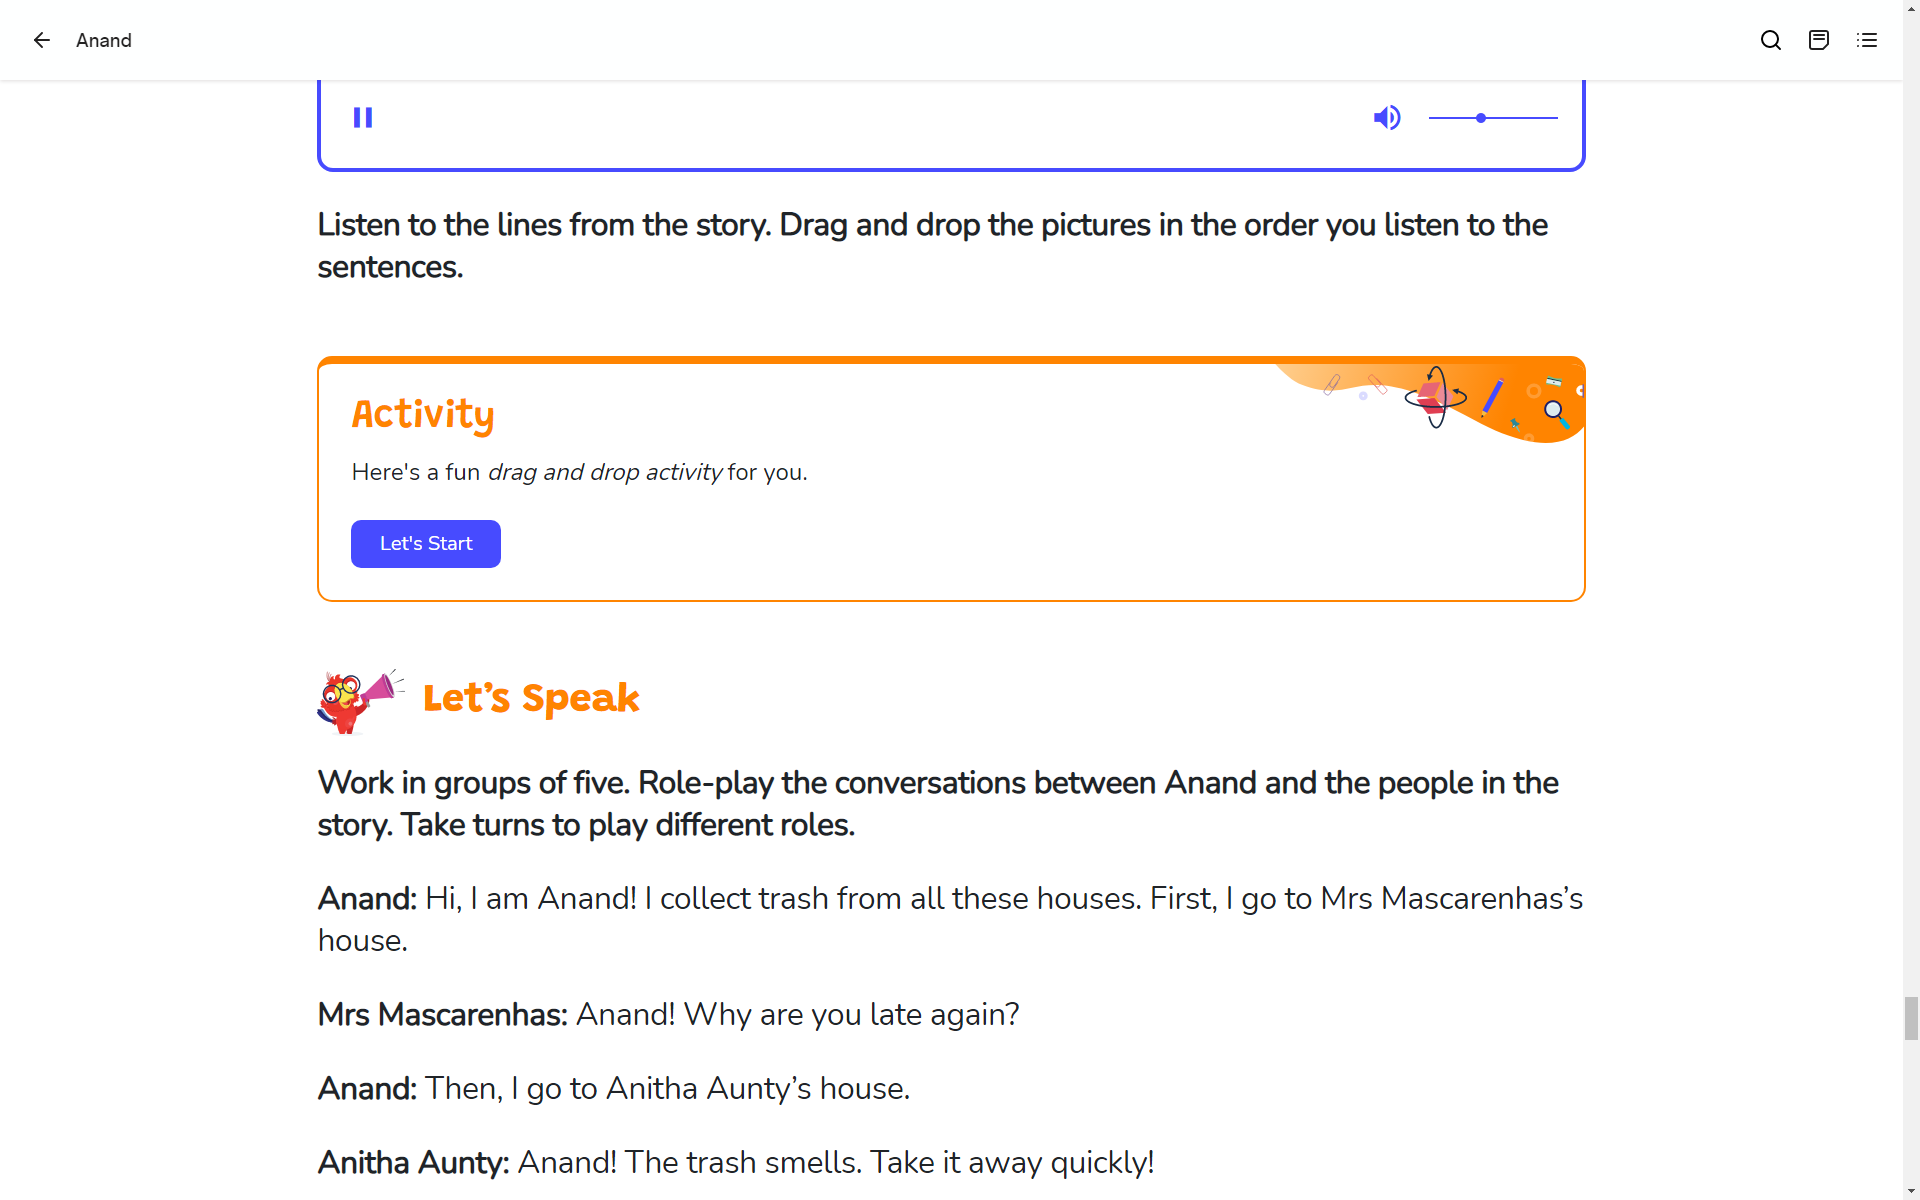 Anand
Listen to the lines from the story. Drag and drop the pictures in the order you listen to the
sentences.
Activity
Here's a fun drag and drop activity for you.
Let's Start
Let’s Speak
Work in groups of five. Role-play the conversations between Anand and the people in the
story. Take turns to play different roles.
Anand: Hi, I am Anand! I collect trash from all these houses. First, I go to Mrs Mascarenhas’s
house.
Mrs Mascarenhas: Anand! Why are you late again?
Anand: Then, I go to Anitha Aunty’s house.
Anitha Aunty: Anand! The trash smells. Take it away quickly!